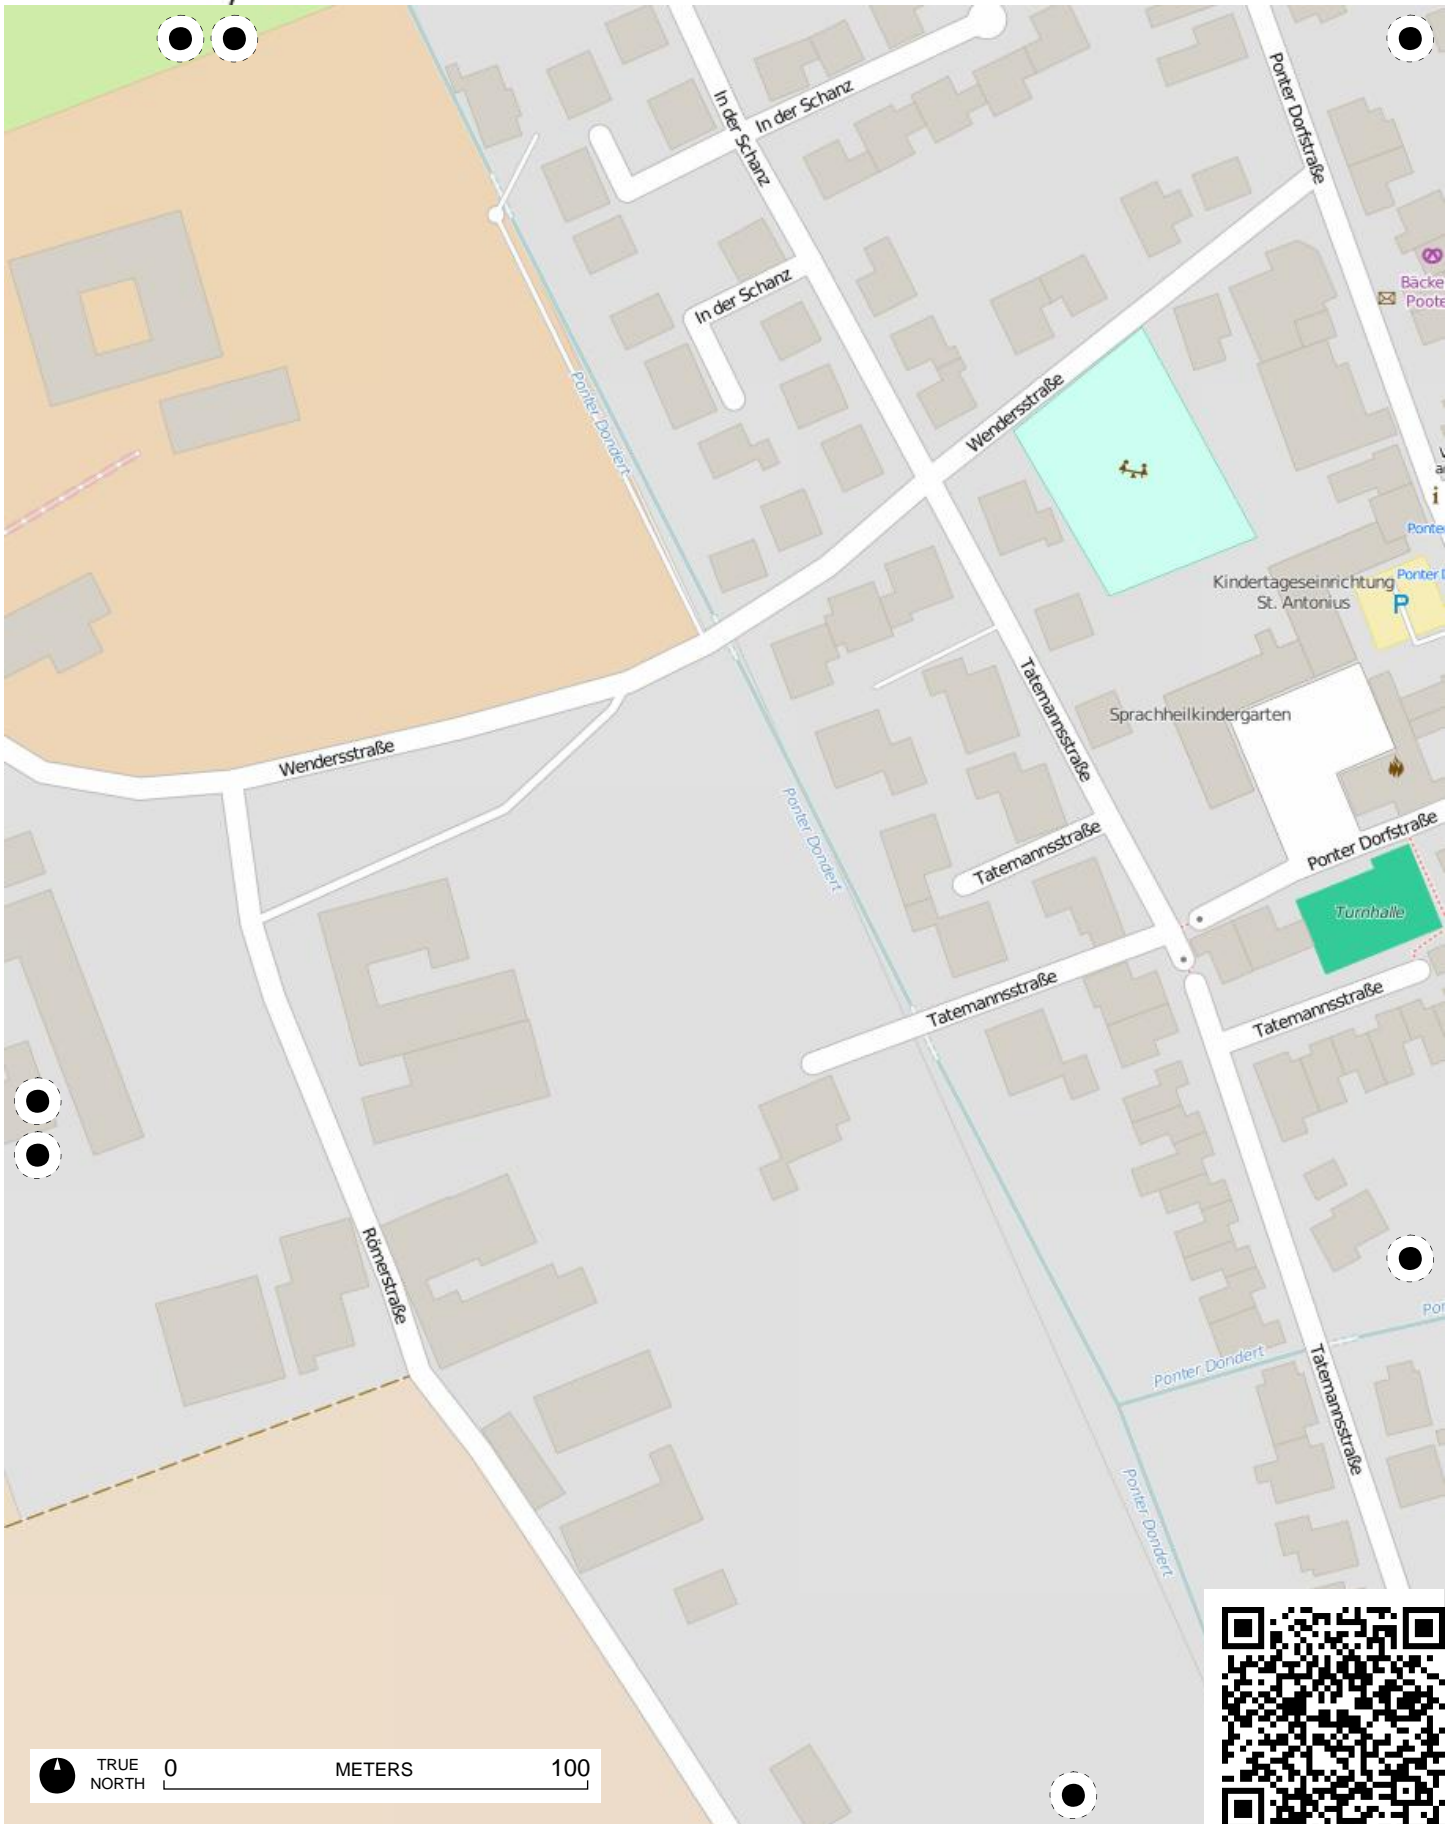 In der Schanz
In der Schanz
Ponter Dorfstraße
In der Schanz
Bäcke
Poote
Ponter Dondert
Wendersstraße
i
Ponte
Kindertageseinrichtung
St. Antonius
Ponter
P
Tatemannsstraße
Sprachheilkindergarten
Wendersstraße
Ponter Dondert
Tatemannsstraße
Ponter Dorfstraße
Turnhalle
Tatemannsstraße
Tatemannsstraße
Römerstraße
Ponter Dondert
Por
Tatemannsstraße
Ponter Dondert
TRUE
NORTH
0 METERS 100